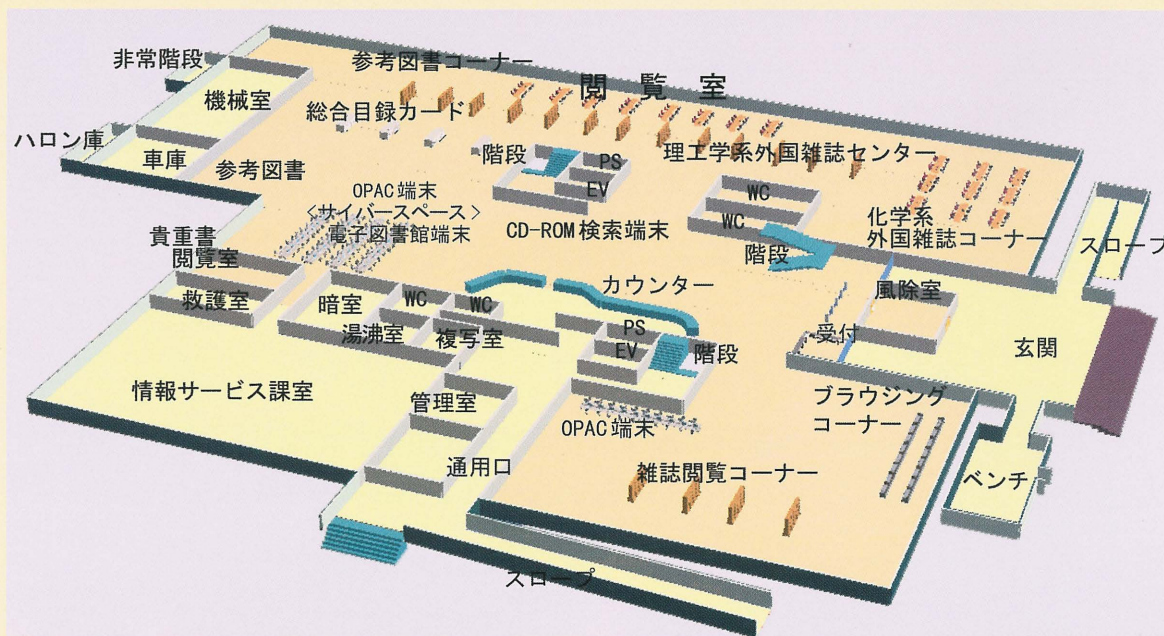 非常階段
参考図書コーナー
閲覧室
機械室
総合目録カード
ハロン庫
車庫
参考図書
階段
PS
EV
理工学系外国雑誌センター
WC
WC
OPAC端末
<サイバースペース>
電子図書館端末
CD-ROM検索端末
階段
化学系
外国雑誌コーナー
スロープ
貴重書
閲覧室
救護室
暗室
WC
WC
カウンター
風除室
湯沸室
複写室
PS
EV
階段
受付
玄関
情報サービス課室
管理室
OPAC端末
ブラウジング
コーナー
通用口
雑誌閲覧コーナー
ベンチ
スロープ